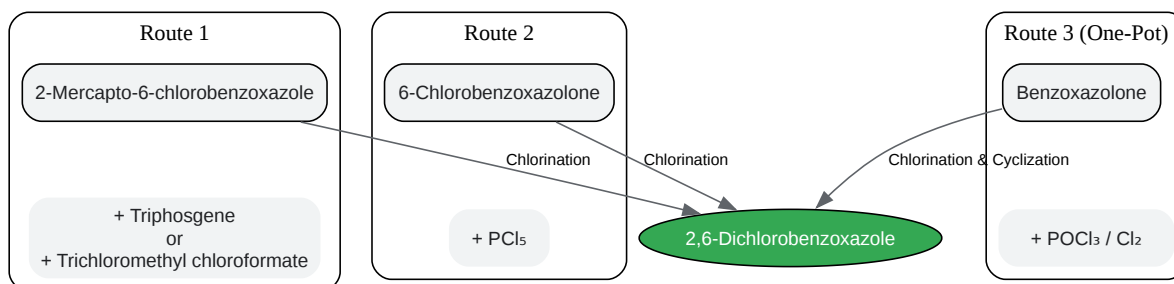 Route 1
2-Mercapto-6-chlorobenzoxazole
+ Triphosgene
or
+ Trichloromethyl chloroformate
Route 2
6-Chlorobenzoxazolone
+ PCl₅
Route 3 (One-Pot)
Benzoxazolone
+ POCl₃ / Cl₂
Chlorination
Chlorination
Chlorination & Cyclization
2,6-Dichlorobenzoxazole